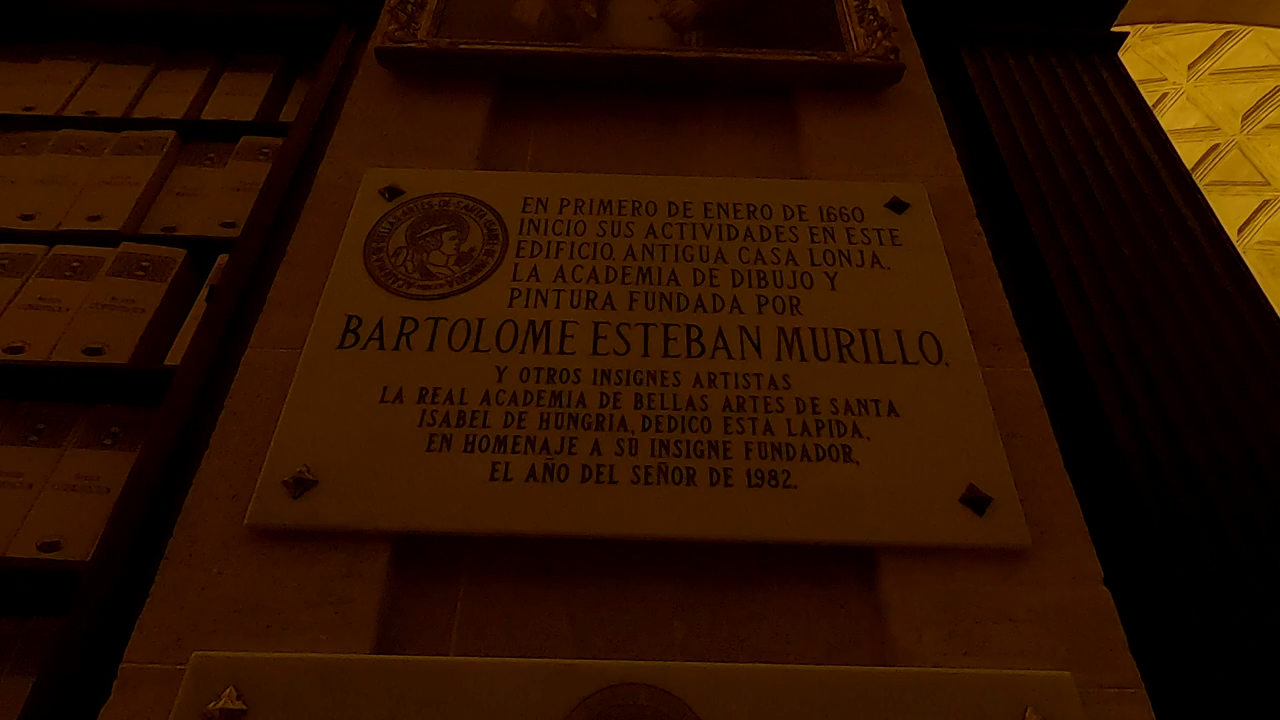 EN PRIMERO DE ENERO DE 1660
INICIO SUS ACTIVIDADES EN ESTE
EDIFICIO, ANTIGUA CASA LONJA,
LA ACADEMIA DE DIBUJO Y
PINTURA FUNDADA POR
BARTOLOME ESTEBAN MURILLO,
Y OTROS INSIGNES ARTISTAS
LA REAL ACADEMIA DE BELLAS ARTES DE SANTA
ISABEL DE HUNGRIA, DEDICO ESTA LAPIDA,
EN HOMENAJE A SU INSIGNE FUNDADOR,
EL AÑO DEL SEÑOR DE 1982.